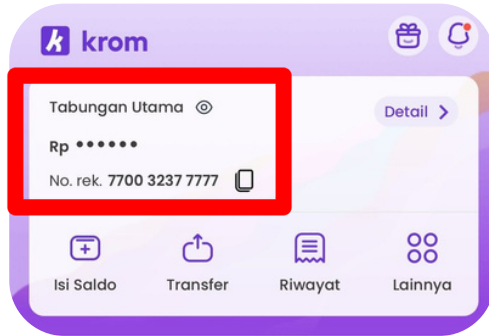 krom
Tabungan Utama
Detail
Rp ••••••
No. rek. 7700 3237 7777
Isi Saldo
Transfer
Riwayat
Lainnya